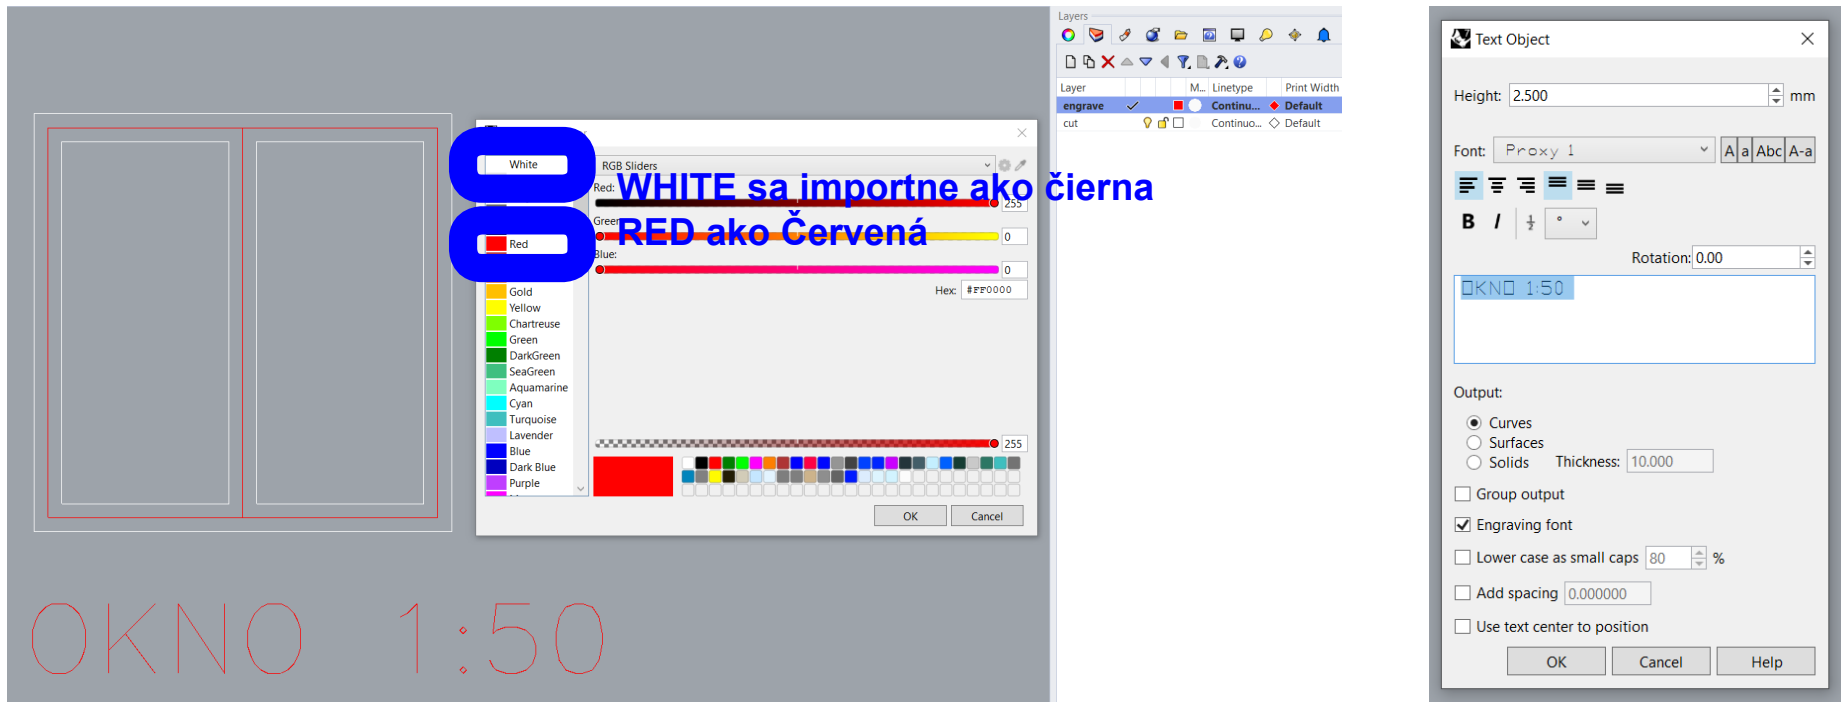 Layers
Layer M... Linetype Print Width
engrave Continu... Default
cut Continuo... Default
White
Red
Gold
Yellow
Chartreuse
Green
DarkGreen
SeaGreen
Aquamarine
Cyan
Turquoise
Lavender
Blue
Dark Blue
Purple
RGB Sliders
Red:
255
Green:
0
Blue:
0
Hex: #FF0000
255
OK Cancel
WHITE sa importne ako čierna
RED ako Červená
OKNO 1:50
Text Object
Height: 2.500 mm
Font: Proxy 1 A a Abc A-a
B I
Rotation: 0.00
OKNO 1:50
Output:
Curves
Surfaces
Solids Thickness: 10.000
Group output
Engraving font
Lower case as small caps 80 %
Add spacing 0.000000
Use text center to position
OK Cancel Help